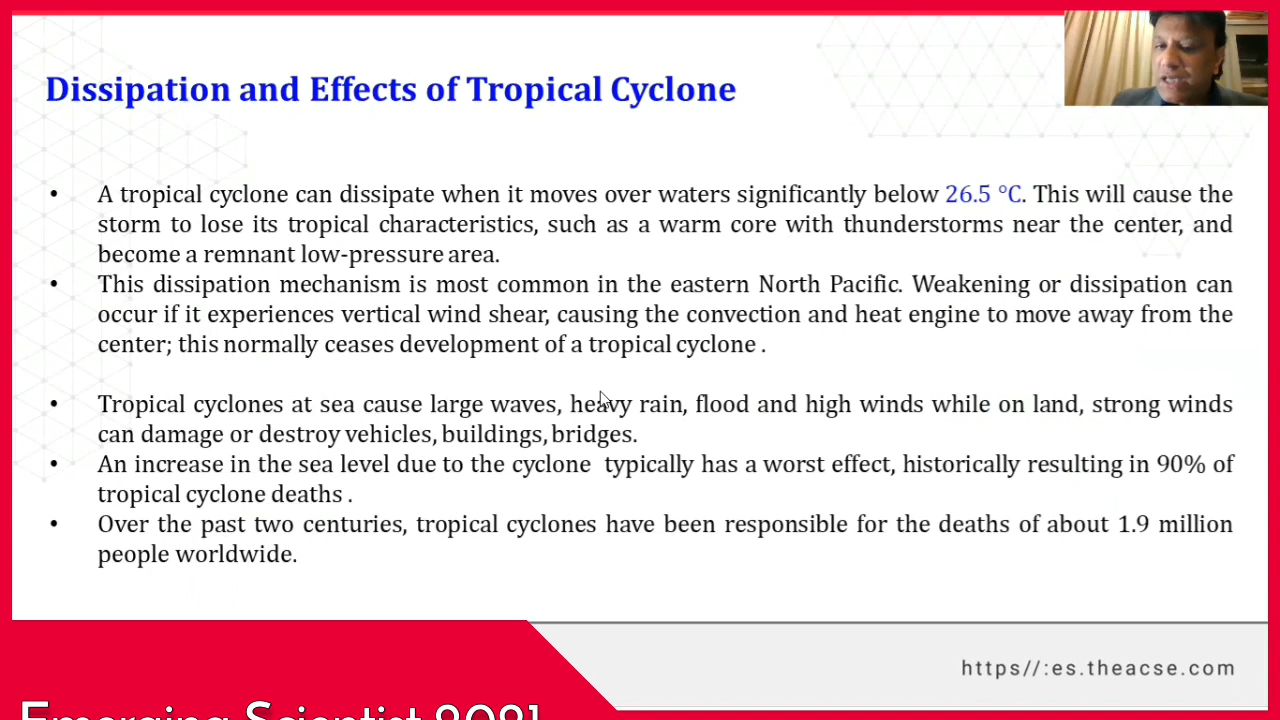 Dissipation and Effects of Tropical Cyclone
• A tropical cyclone can dissipate when it moves over waters significantly below 26.5 °C. This will cause the
storm to lose its tropical characteristics, such as a warm core with thunderstorms near the center, and
become a remnant low-pressure area.
• This dissipation mechanism is most common in the eastern North Pacific. Weakening or dissipation can
occur if it experiences vertical wind shear, causing the convection and heat engine to move away from the
center; this normally ceases development of a tropical cyclone .
• Tropical cyclones at sea cause large waves, heavy rain, flood and high winds while on land, strong winds
can damage or destroy vehicles, buildings, bridges.
• An increase in the sea level due to the cyclone typically has a worst effect, historically resulting in 90% of
tropical cyclone deaths .
• Over the past two centuries, tropical cyclones have been responsible for the deaths of about 1.9 million
people worldwide.
https//:es.theacse.com
Emerging Scientist 2021